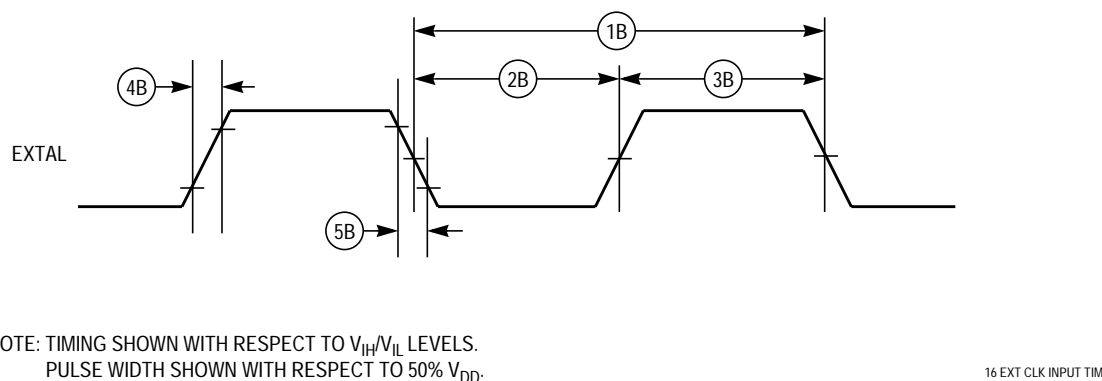 1B
4B
2B
3B
EXTAL
5B
OTE: TIMING SHOWN WITH RESPECT TO VIH/VIL LEVELS.
PULSE WIDTH SHOWN WITH RESPECT TO 50% VDD.
16 EXT CLK INPUT TIM